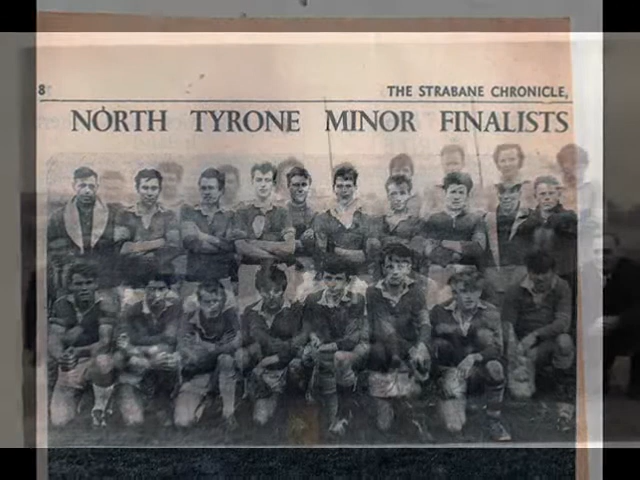 8
THE STRABANE CHRONICLE,
NORTH TYRONE MINOR FINALISTS